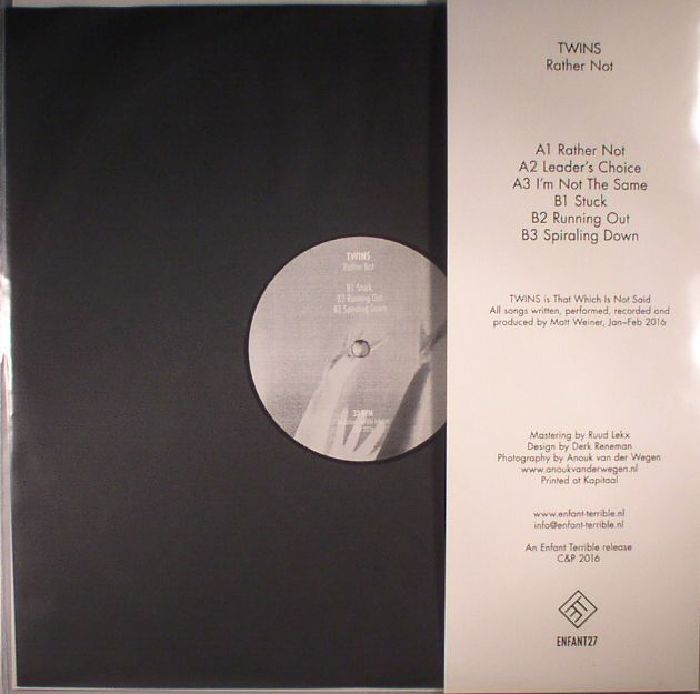 TWINS
Rather Not
A1 Rather Not
A2 Leader's Choice
A3 I'm Not The Same
B1 Stuck
B2 Running Out
B3 Spiraling Down
TWINS is That Which Is Not Said
All songs written, performed, recorded and
produced by Matt Weiner, Jan–Feb 2016
Mastering by Ruud Lekx
Design by Derk Reneman
Photography by Anouk van der Wegen
www.anoukvanderwegen.nl
Printed at Kapitaal
www.enfant-terrible.nl
info@enfant-terrible.nl
An Enfant Terrible release
C&P 2016
ENFANT27
TWINS
Rather Not
B1 Stuck
B2 Running Out
B3 Spiraling Down